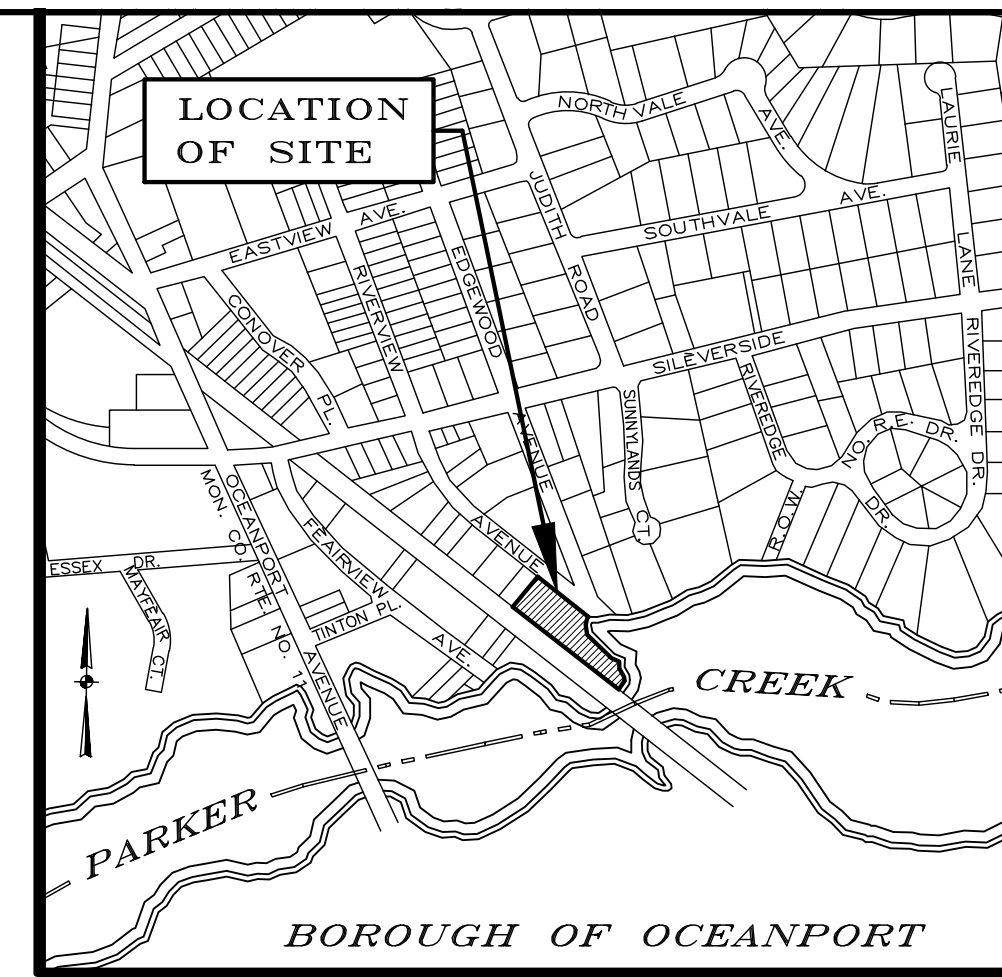 LOCATION
OF SITE
NORTHVALE
AVE.
LAURIE
LANE
JUDITH
ROAD
SOUTHVALE
AVE.
EASTVIEW
AVE.
EDGEWOOD
AVENUE
RIVERVIEW
AVENUE
CONOVER
PL.
SILEVERSIDE
RIVEREDGE
RIVEREDGE
DR.
SUNNYLANDS
CT.
NO. R.E. DR.
DR.
R.O.W.
OCEANPORT
AVENUE
MON. CO. RTE. NO. 11
FEAIRVIEW
AVE.
ESSEX DR.
MAYFEAIR
CT.
TINTON PL.
CREEK
PARKER
BOROUGH OF OCEANPORT